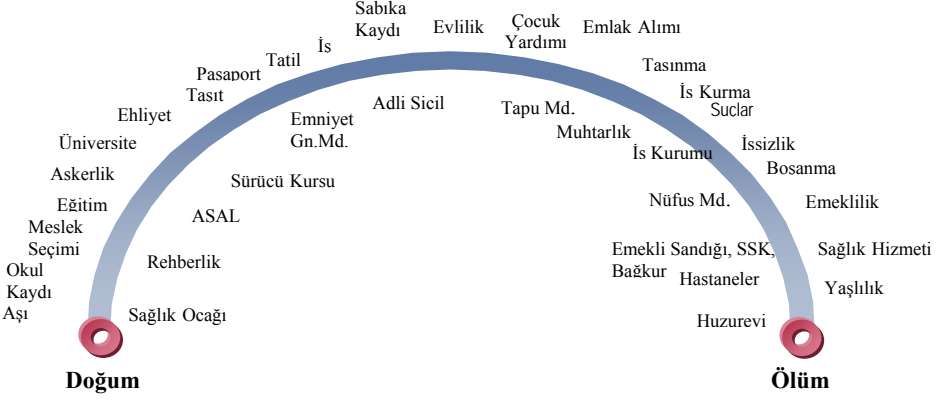 Sabıka
Kaydı
Evlilik
Çocuk
Yardımı
Emlak Alımı
İs
Tatil
Pasaport
Tasıt
Ehliyet
Üniversite
Askerlik
Eğitim
Meslek
Seçimi
Okul
Kaydı
Aşı
Tasınma
İs Kurma
Suclar
İssizlik
Bosanma
Emeklilik
Sağlık Hizmeti
Yaşlılık
Adli Sicil
Emniyet
Gn.Md.
Sürücü Kursu
ASAL
Rehberlik
Sağlık Ocağı
Tapu Md.
Muhtarlık
İs Kurumu
Nüfus Md.
Emekli Sandığı, SSK,
Bağkur
Hastaneler
Huzurevi
Doğum
Ölüm